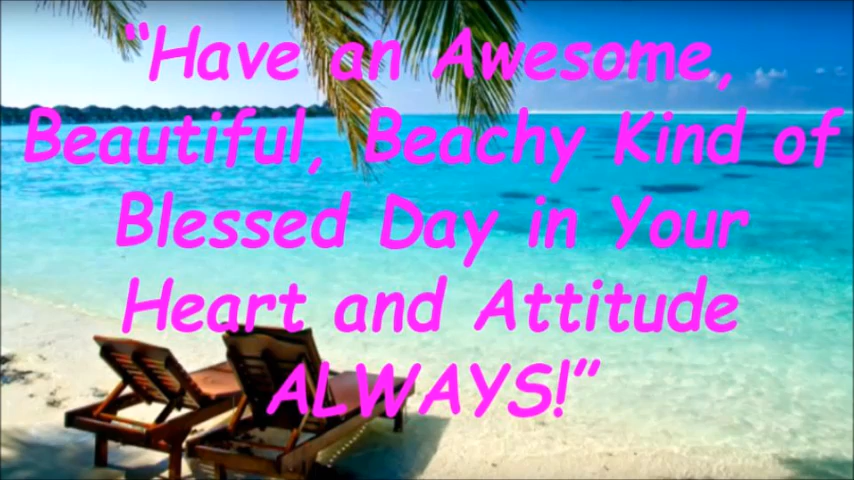 “Have an Awesome,
Beautiful, Beachy Kind of
Blessed Day in Your
Heart and Attitude
ALWAYS!”